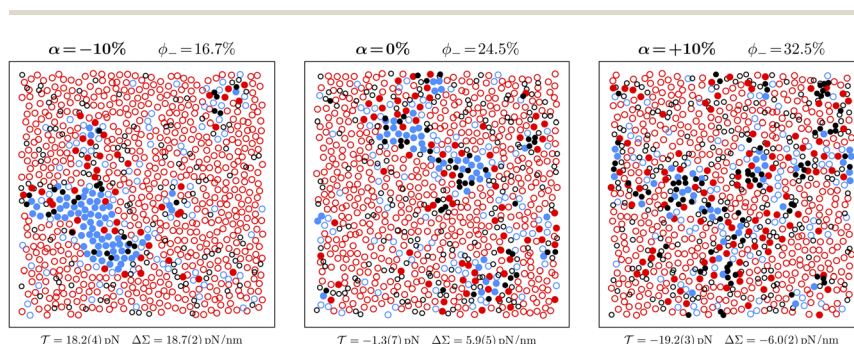 α = −10% ϕ− = 16.7%
α = 0% ϕ− = 24.5%
α = +10% ϕ− = 32.5%
𝒯 = 18.2(4) pN ΔΣ = 18.7(2) pN/nm
𝒯 = −1.3(7) pN ΔΣ = 5.9(5) pN/nm
𝒯 = −19.2(3) pN ΔΣ = −6.0(2) pN/nm